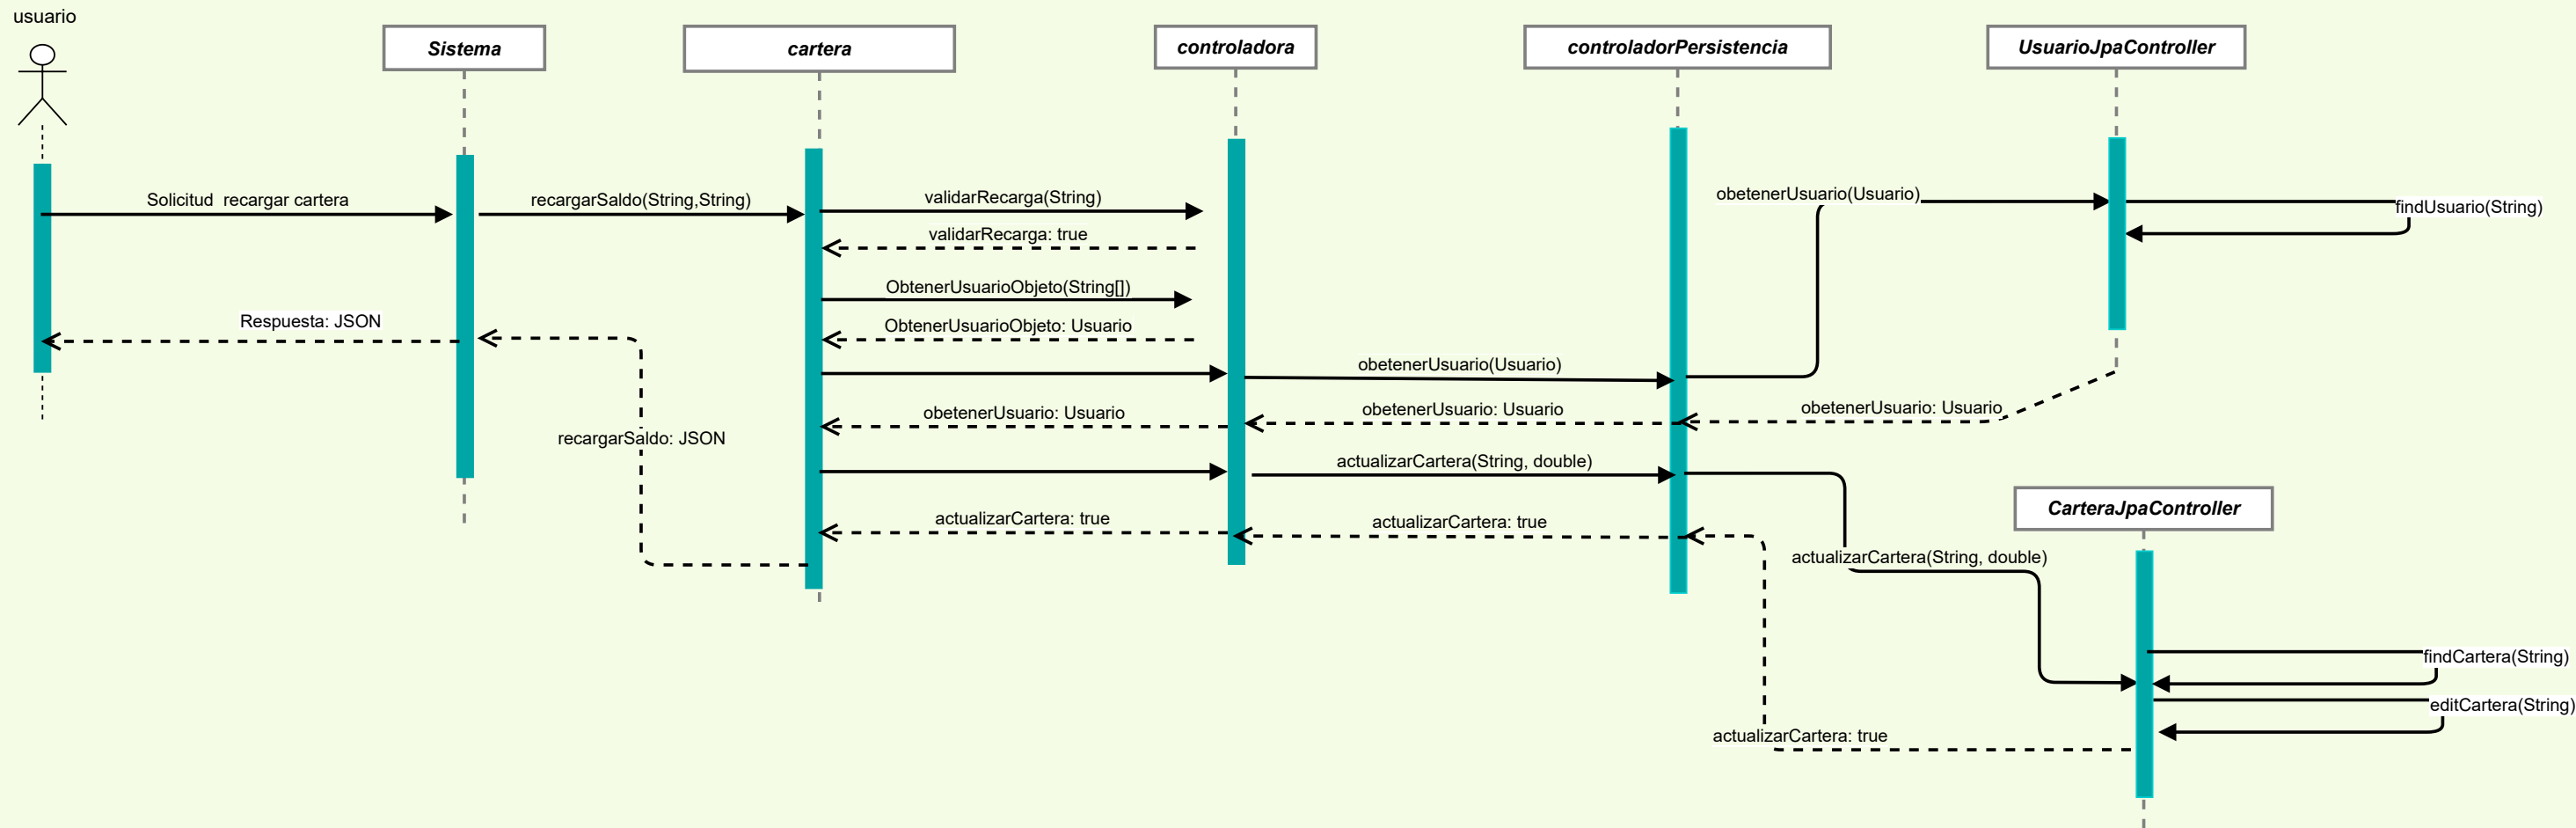 usuario
Sistema
cartera
controladora
controladorPersistencia
UsuarioJpaController
Solicitud  recargar cartera
recargarSaldo(String,String)
validarRecarga(String)
obetenerUsuario(Usuario)
findUsuario(String)
validarRecarga: true
ObtenerUsuarioObjeto(String[])
Respuesta: JSON
ObtenerUsuarioObjeto: Usuario
obetenerUsuario(Usuario)
obetenerUsuario: Usuario
obetenerUsuario: Usuario
obetenerUsuario: Usuario
recargarSaldo: JSON
actualizarCartera(String, double)
CarteraJpaController
actualizarCartera: true
actualizarCartera: true
actualizarCartera(String, double)
findCartera(String)
editCartera(String)
actualizarCartera: true